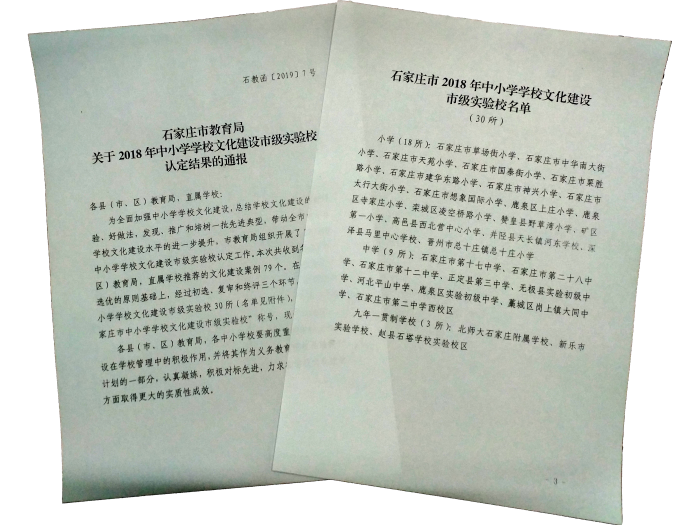 石教函〔2019〕7号
石家庄市教育局
关于2018年中小学学校文化建设市级实验校
认定结果的通报
各县（市、区）教育局，直属学校：
为全面加强中小学学校文化建设，总结学校文化建设的
验、好做法，发现、推广和培树一批先进典型，带动全市
学校文化建设水平的进一步提升，市教育局组织开展了
中小学学校文化建设市级实验校认定工作。本次共收到
区）教育局，直属学校推荐的文化建设案例79个。在
选优的原则基础上，经过初选、复审和终评三个环节，
小学学校文化建设市级实验校30所（名单见附件），
家庄市中小学学校文化建设市级实验校”称号，现
各县（市、区）教育局，各中小学校要高度重
设在学校管理中的积极作用，并将其作为义务教育
计划的一部分，认真凝练，积极对标先进，力求
方面取得更大的实质性成效。
石家庄市2018年中小学学校文化建设
市级实验校名单
（30所）
小学（18所）：石家庄市草场街小学、石家庄市中华南大街
小学、石家庄市天苑小学、石家庄市国泰街小学、石家庄市栗胜
路小学、石家庄市建华东路小学、石家庄市神兴小学、石家庄市
太行大街小学、石家庄市想象国际小学、鹿泉区上庄小学、鹿泉
区寺家庄小学、栾城区凌空桥路小学、赞皇县野草湾小学、矿区
第一小学、高邑县西北营中心小学、井陉县天长镇河东学校、深
泽县马里中心学校、晋州市总十庄镇总十庄小学
中学（9所）：石家庄市第十七中学、石家庄市第二十八中
学、石家庄市第十二中学、正定县第三中学、无极县实验初级中
学、河北平山中学、鹿泉区实验初级中学、藁城区岗上镇大同中
学、石家庄市第二中学西校区
九年一贯制学校（3所）：北师大石家庄附属学校、新乐市
实验学校、赵县石塔学校实验校区
- 3 -